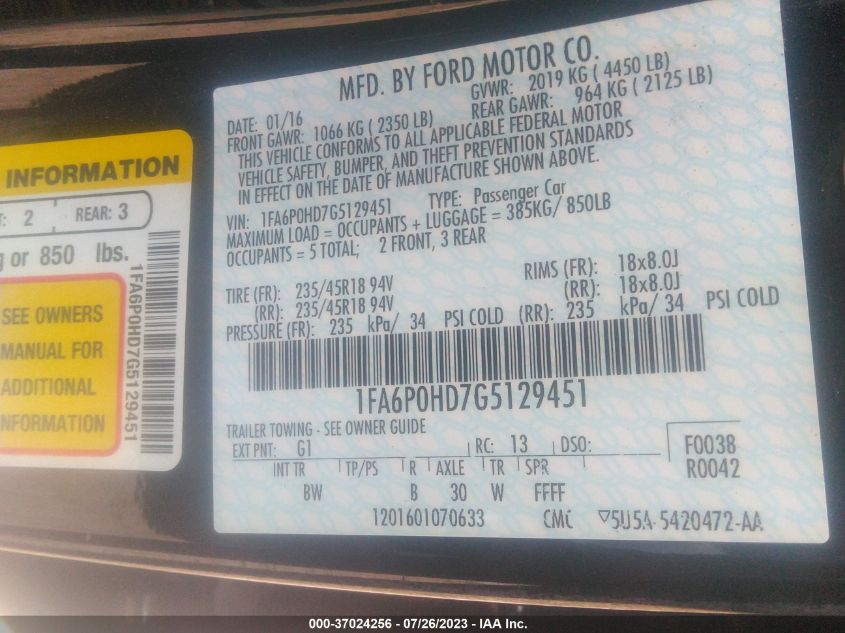 INFORMATION
2 REAR: 3
or 850 lbs.
SEE OWNERS
MANUAL FOR
ADDITIONAL
INFORMATION
1FA6P0HD7G5129451
MFD. BY FORD MOTOR CO.
DATE: 01/16 GVWR: 2019 KG ( 4450 LB)
FRONT GAWR: 1066 KG ( 2350 LB) REAR GAWR: 964 KG ( 2125 LB)
THIS VEHICLE CONFORMS TO ALL APPLICABLE FEDERAL MOTOR
VEHICLE SAFETY, BUMPER, AND THEFT PREVENTION STANDARDS
IN EFFECT ON THE DATE OF MANUFACTURE SHOWN ABOVE.
VIN: 1FA6P0HD7G5129451 TYPE: Passenger Car
MAXIMUM LOAD = OCCUPANTS + LUGGAGE = 385KG/ 850LB
OCCUPANTS = 5 TOTAL; 2 FRONT, 3 REAR
TIRE (FR): 235/45R18 94V RIMS (FR): 18x8.0J
(RR): 235/45R18 94V (RR): 18x8.0J
PRESSURE (FR): 235 kPa/ 34 PSI COLD (RR): 235 kPa/ 34 PSI COLD
1FA6P0HD7G5129451
TRAILER TOWING - SEE OWNER GUIDE
EXT PNT: G1 RC: 13 DSO: F0038
INT TR TP/PS R AXLE TR SPR R0042
BW B 30 W FFFF
1201601070633 CMC ▽5U5A-5420472-AA
000-37024256 - 07/26/2023 - IAA Inc.